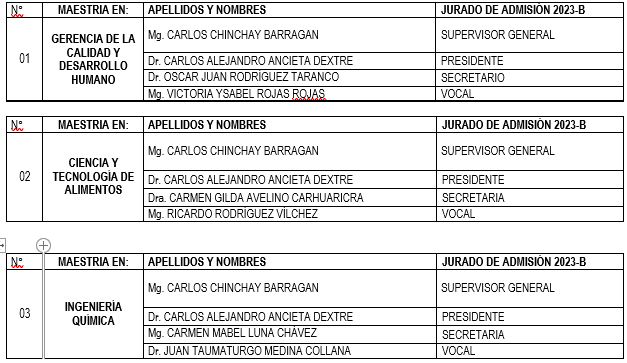 N° MAESTRIA EN: APELLIDOS Y NOMBRES JURADO DE ADMISIÓN 2023-B
01 GERENCIA DE LA CALIDAD Y DESARROLLO HUMANO
Mg. CARLOS CHINCHAY BARRAGAN SUPERVISOR GENERAL
Dr. CARLOS ALEJANDRO ANCIETA DEXTRE PRESIDENTE
Dr. OSCAR JUAN RODRÍGUEZ TARANCO SECRETARIO
Mg. VICTORIA YSABEL ROJAS ROJAS VOCAL
N° MAESTRIA EN: APELLIDOS Y NOMBRES JURADO DE ADMISIÓN 2023-B
02 CIENCIA Y TECNOLOGÍA DE ALIMENTOS
Mg. CARLOS CHINCHAY BARRAGAN SUPERVISOR GENERAL
Dr. CARLOS ALEJANDRO ANCIETA DEXTRE PRESIDENTE
Dra. CARMEN GILDA AVELINO CARHUARICRA SECRETARIA
Mg. RICARDO RODRÍGUEZ VILCHEZ VOCAL
N° MAESTRIA EN: APELLIDOS Y NOMBRES JURADO DE ADMISIÓN 2023-B
03 INGENIERÍA QUÍMICA
Mg. CARLOS CHINCHAY BARRAGAN SUPERVISOR GENERAL
Dr. CARLOS ALEJANDRO ANCIETA DEXTRE PRESIDENTE
Mg. CARMEN MABEL LUNA CHÁVEZ SECRETARIA
Dr. JUAN TAUMATURGO MEDINA COLLANA VOCAL